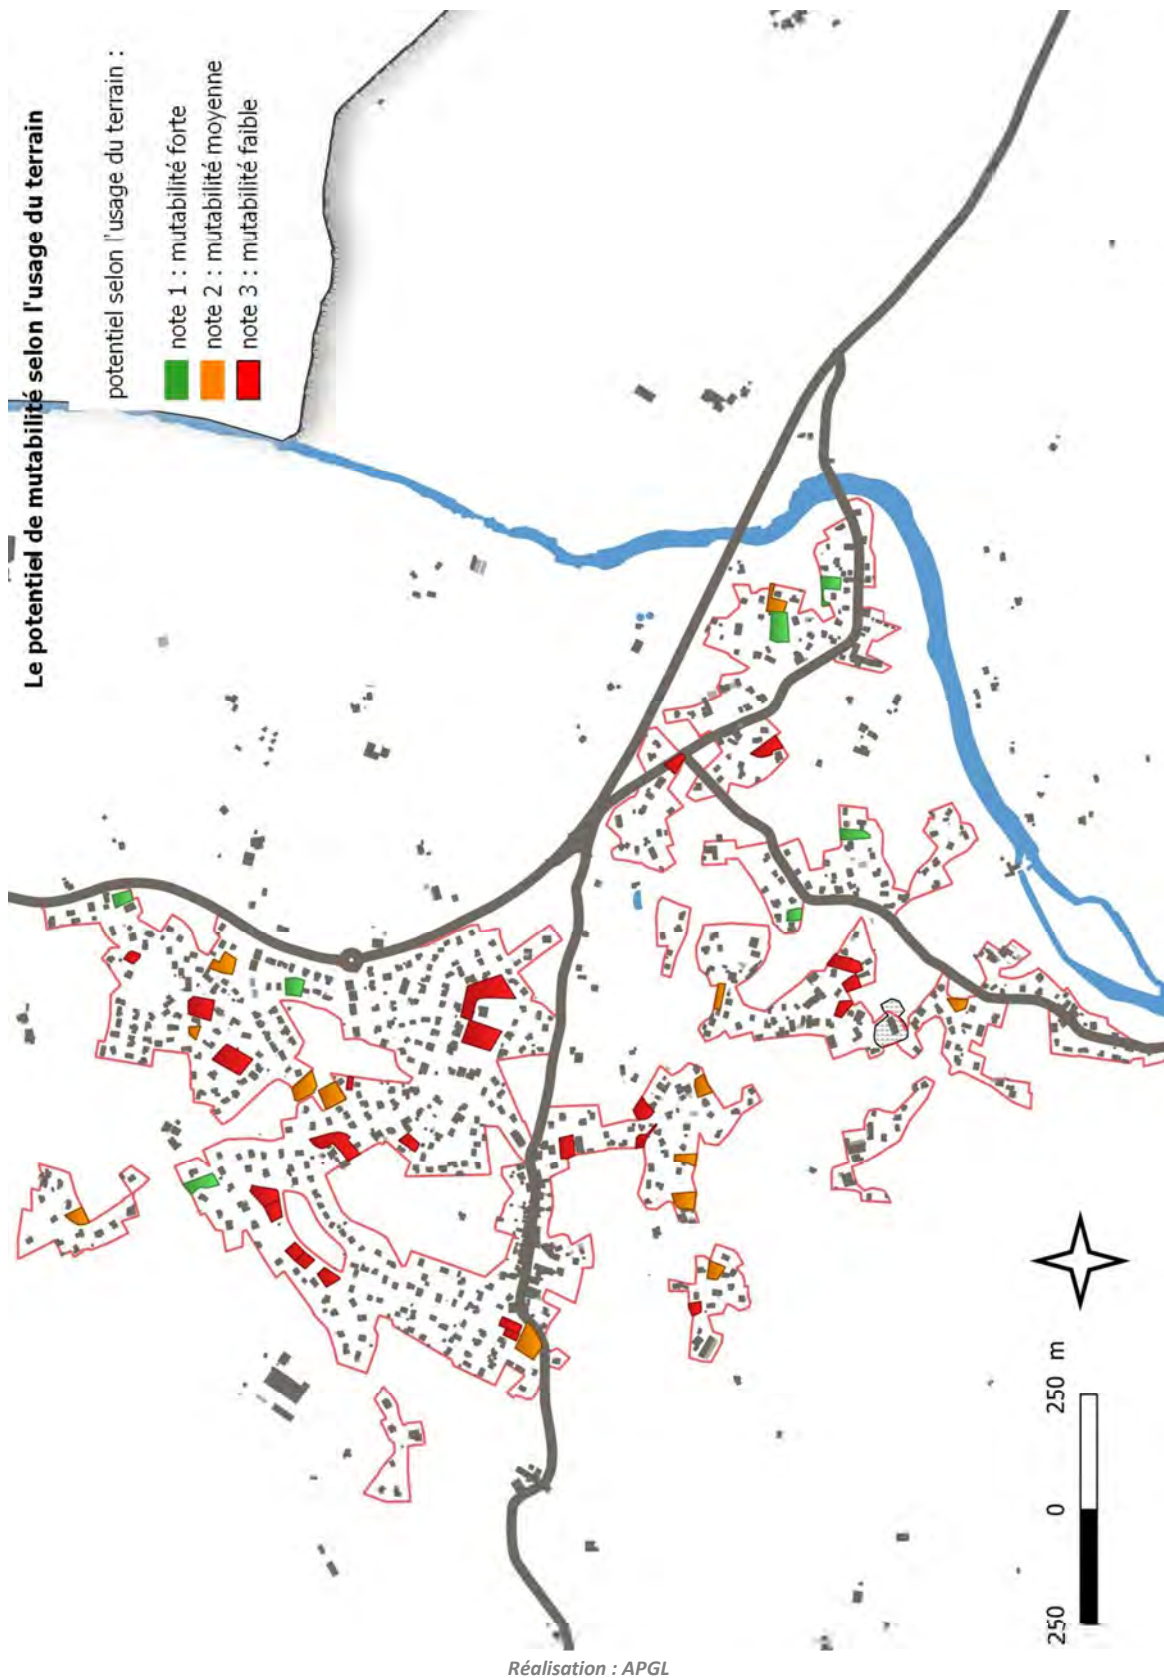 Le potentiel de mutabilité selon l'usage du terrain
potentiel selon l'usage du terrain :
note 1 : mutabilité forte
note 2 : mutabilité moyenne
note 3 : mutabilité faible
250 0 250 m
Réalisation : APGL